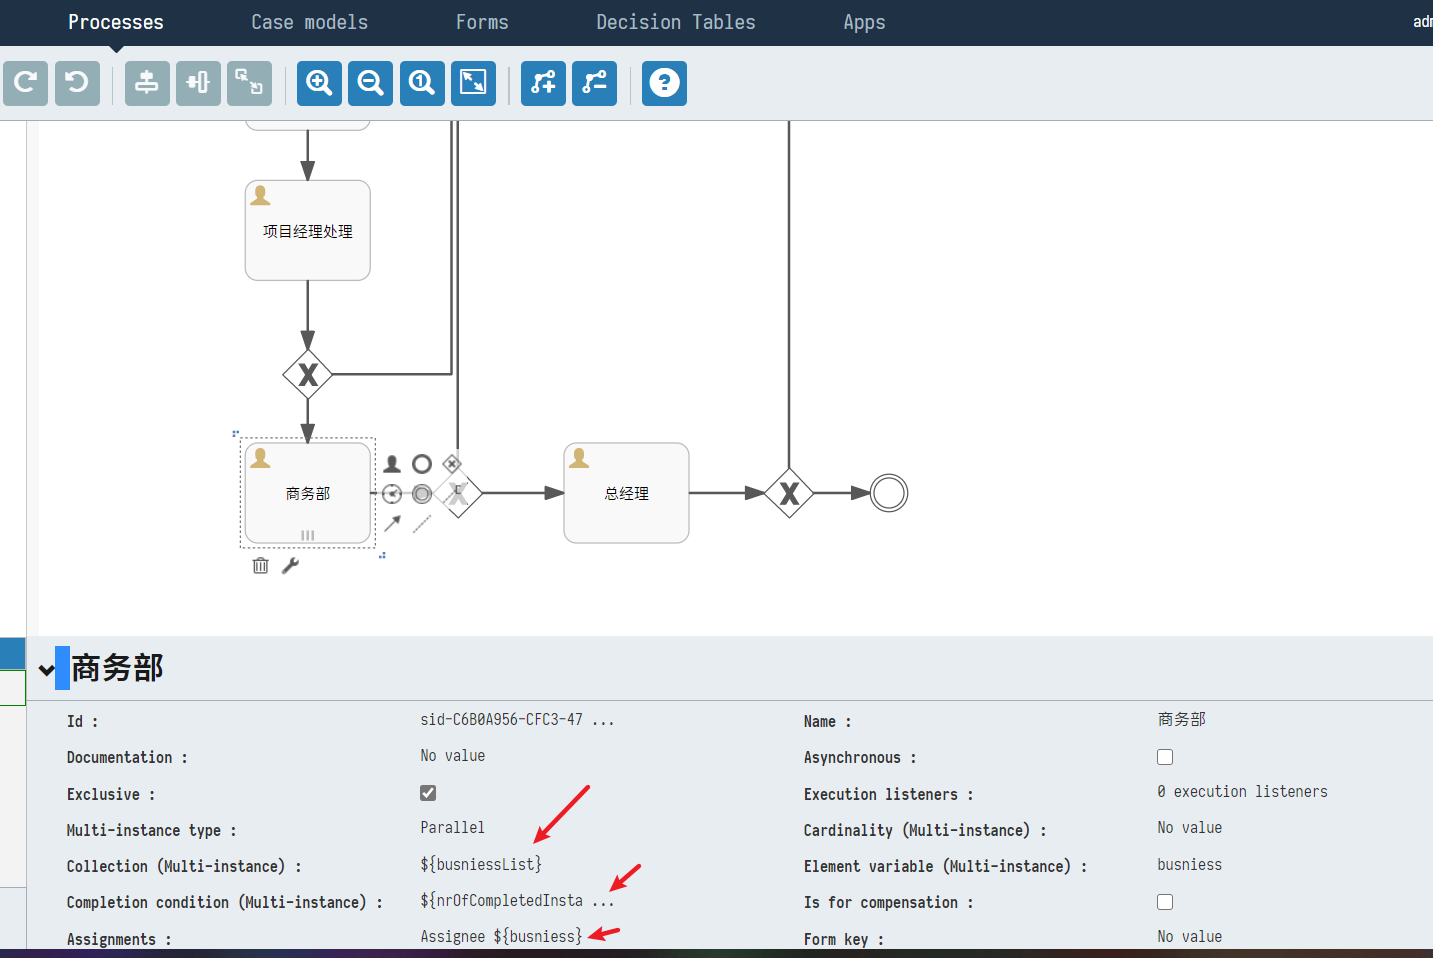 Processes Case models Forms Decision Tables Apps
项目经理处理
商务部 总经理
商务部
Id : sid-C6B0A956-CFC3-47 ... Name : 商务部
Documentation : No value Asynchronous :
Exclusive : Execution listeners : 0 execution listeners
Multi-instance type : Parallel Cardinality (Multi-instance) : No value
Collection (Multi-instance) : ${busniessList} Element variable (Multi-instance) : busniess
Completion condition (Multi-instance) : ${nrOfCompletedInsta ... Is for compensation :
Assignments : Assignee ${busniess} Form key : No value